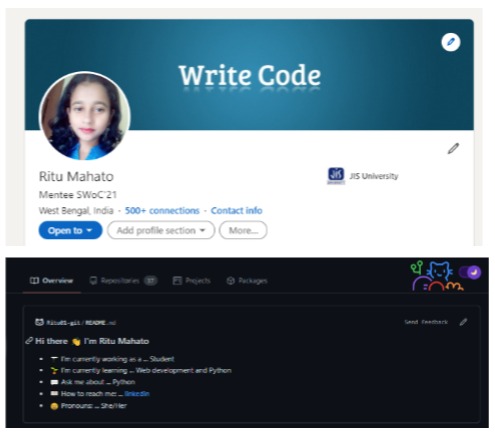 Write Code
Ritu Mahato
Mentee SWoC'21
JIS University
West Bengal, India · 500+ connections · Contact info
Open to
Add profile section
More...
Overview Repositories 37 Projects Packages
README.md
Send Feedback
Hi there 👋 I'm Ritu Mahato
I'm currently working as a ... Student
I'm currently learning ... Web development and Python
Ask me about ... Python
How to reach me: ... linkedin
Pronouns: ... She/Her